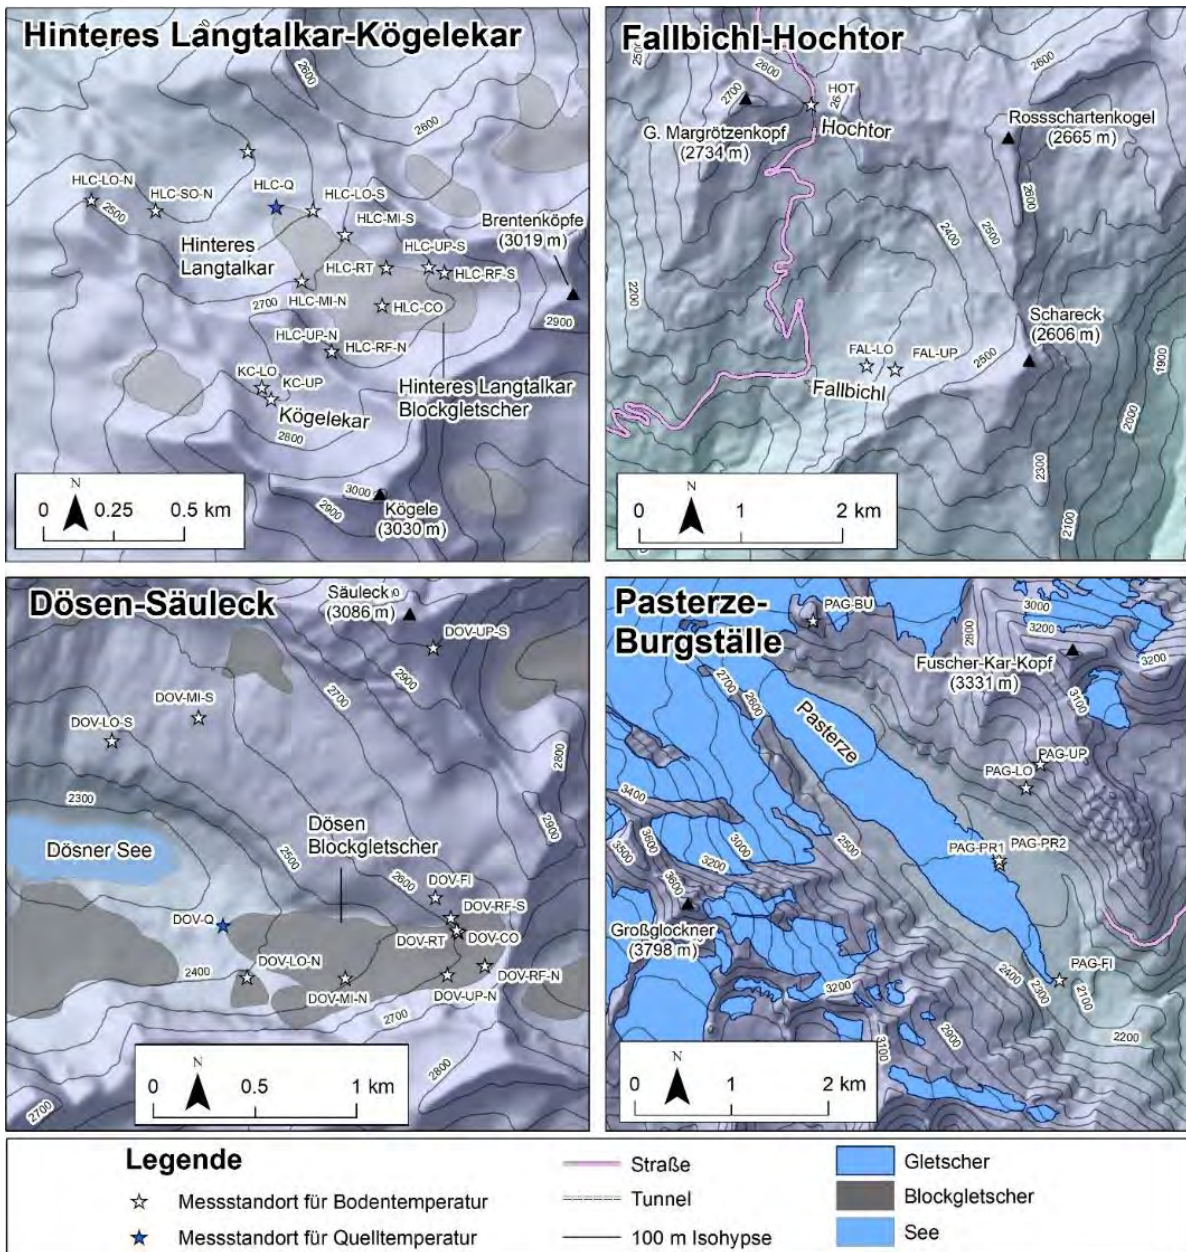 Hinteres Langtalkar-Kögelekar
2600
2600
HLC-LO-N
HLC-SO-N
HLC-Q
HLC-LO-S
2500
HLC-MI-S
Brentenköpfe
(3019 m)
Hinteres
Langtalkar
HLC-UP-S
HLC-RT
HLC-RF-S
2700
HLC-MI-N
HLC-CO
2900
HLC-UP-N
HLC-RF-N
KC-LO
KC-UP
Hinteres Langtalkar
Blockgletscher
Kögelekar
2800
3000
Kögele
(3030 m)
2900
N
0 0.25 0.5 km
Fallbichl-Hochtor
2600
2600
HOT
2700
Hochtor
G. Margrötzenkopf
(2734 m)
Rossschartenkogel
(2665 m)
2600
2400
2500
2200
Schareck
(2606 m)
FAL-LO
FAL-UP
2500
Fallbichl
1900
2000
2300
2100
N
0 1 2 km
Dösen-Säuleck
Säuleck
(3086 m)
DOV-UP-S
2900
2700
DOV-MI-S
DOV-LO-S
2800
2300
2900
Dösner See
Dösen
Blockgletscher
2500
2600
DOV-FI
DOV-RF-S
DOV-Q
DOV-RT
DOV-CO
2400
DOV-LO-N
DOV-MI-N
DOV-UP-N
DOV-RF-N
2700
2800
2700
N
0 0.5 1 km
Pasterze-
Burgställe
PAG-BU
3000
3200
2800
3200
Fuscher-Kar-Kopf
(3331 m)
3100
2700
2600
Pasterze
PAG-UP
PAG-LO
3400
3000
2500
3500
3600
3200
PAG-PR1
PAG-PR2
3600
Großglockner
(3798 m)
PAG-FI
2400
2300
2100
3200
2900
2200
3100
N
0 1 2 km
Legende
Messstandort für Bodentemperatur
Messstandort für Quelltemperatur
Straße
Tunnel
100 m Isohypse
Gletscher
Blockgletscher
See